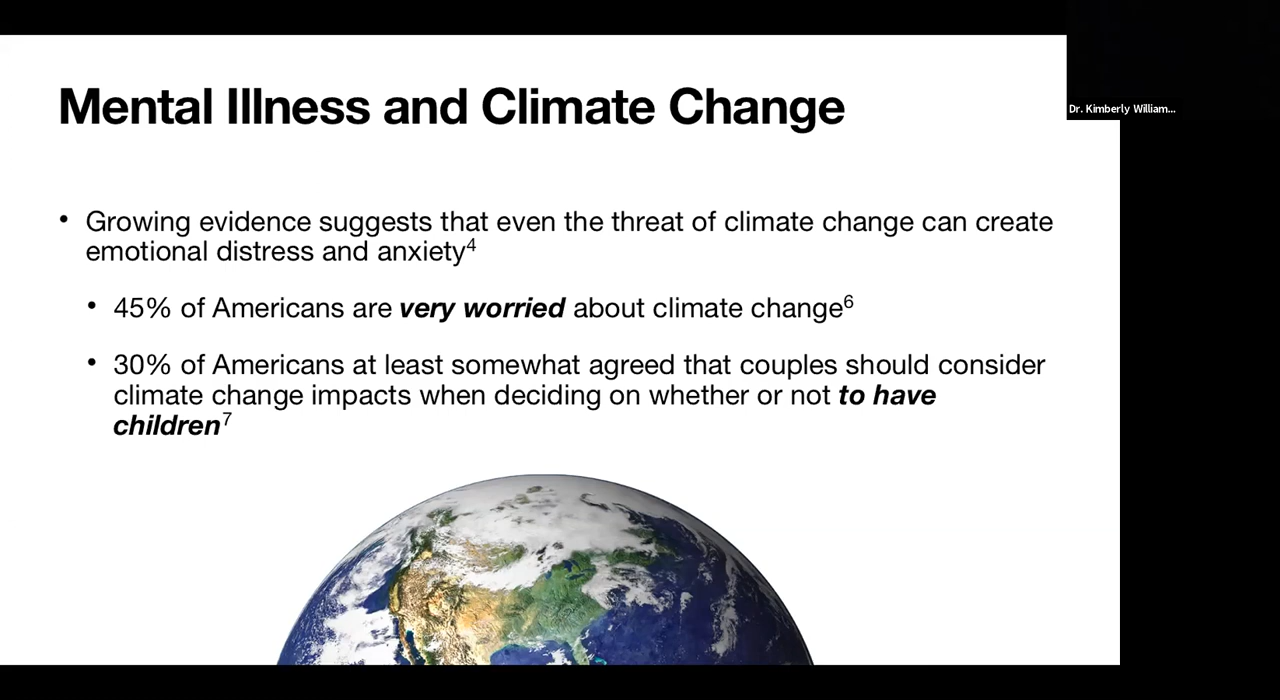 Mental Illness and Climate Change
Dr. Kimberly William...
• Growing evidence suggests that even the threat of climate change can create
emotional distress and anxiety⁴
• 45% of Americans are very worried about climate change⁶
• 30% of Americans at least somewhat agreed that couples should consider
climate change impacts when deciding on whether or not to have
children⁷